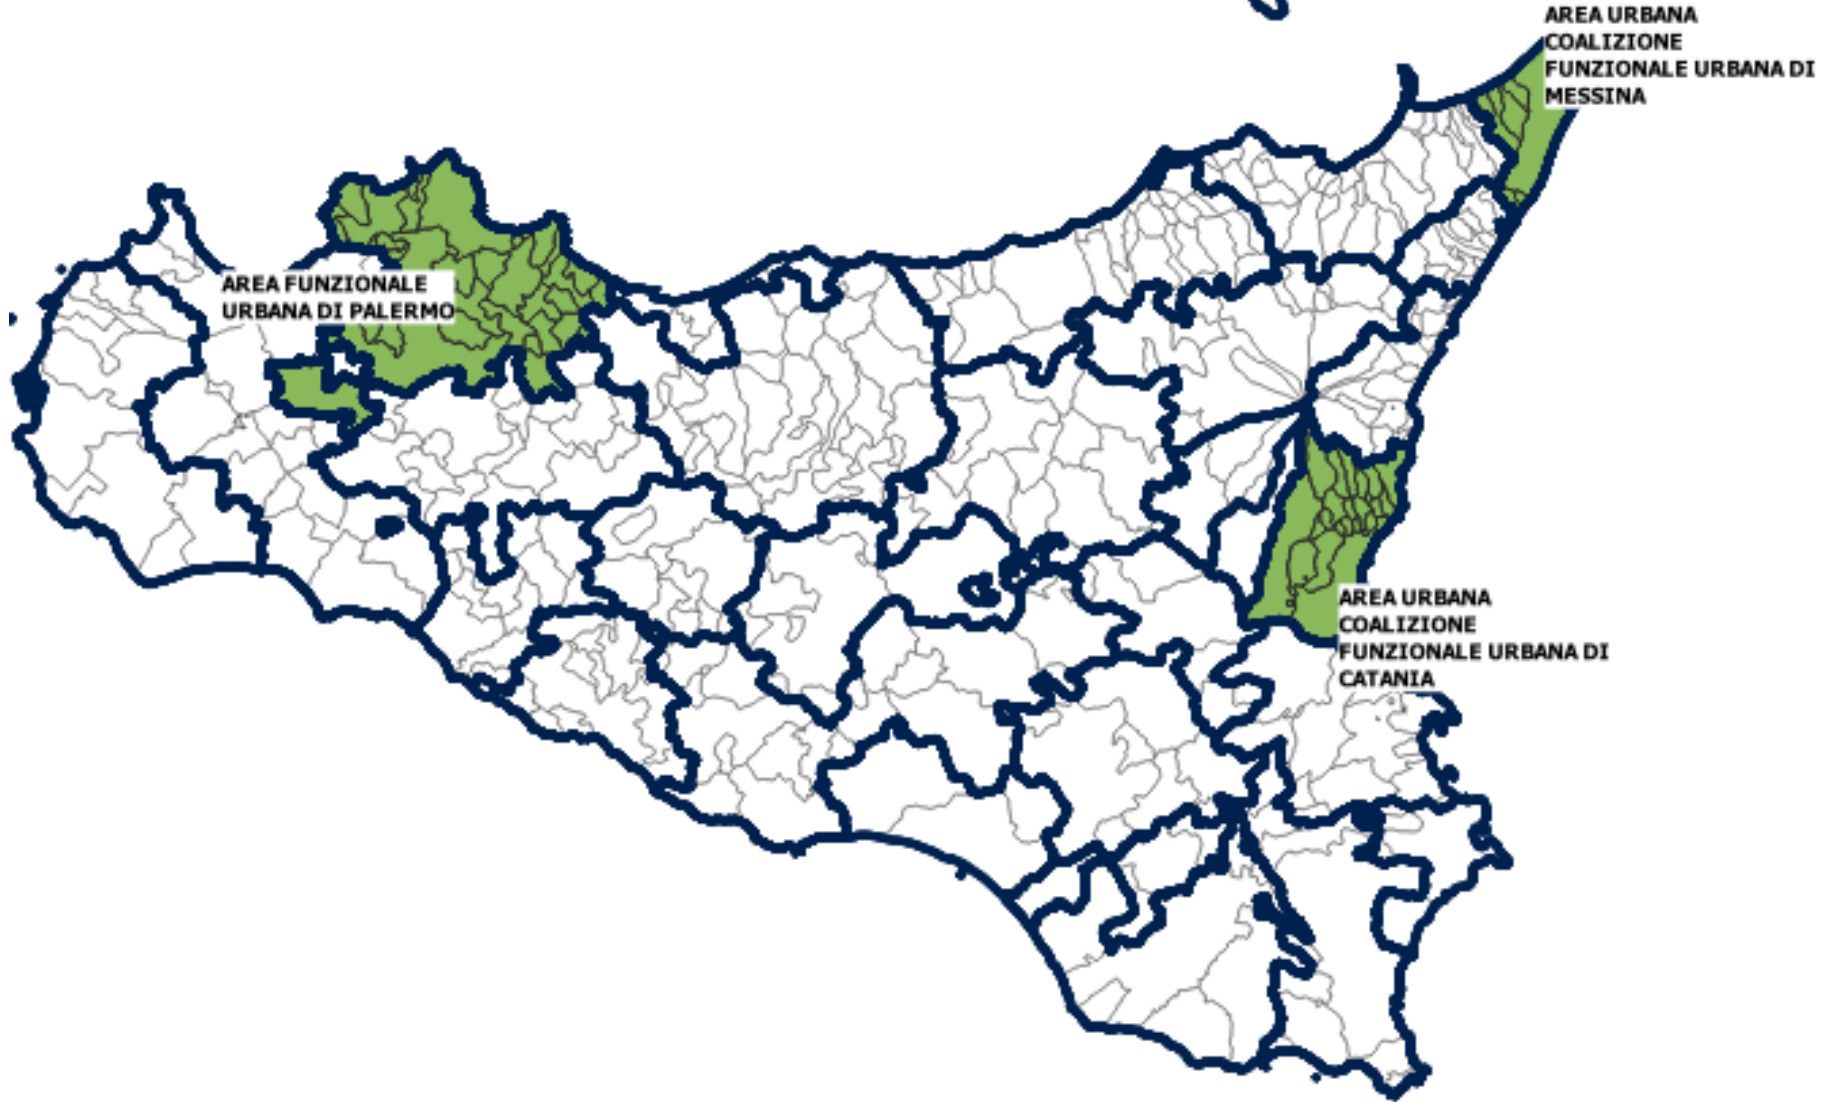 AREA URBANA
COALIZIONE
FUNZIONALE URBANA DI
MESSINA
AREA FUNZIONALE
URBANA DI PALERMO
AREA URBANA
COALIZIONE
FUNZIONALE URBANA DI
CATANIA